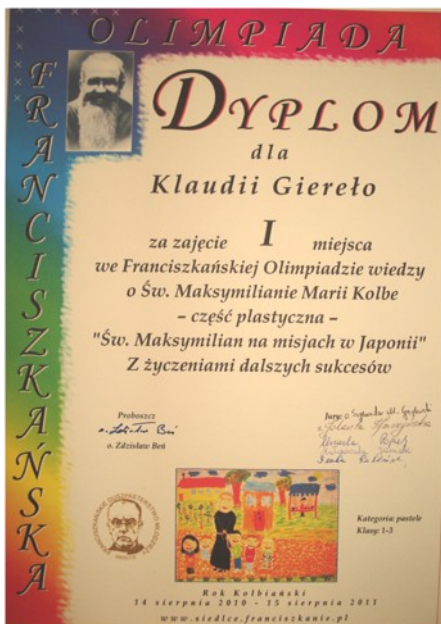 OLIMPIADA
FRANCISZKAŃSKA
DYPLOM
dla
Klaudii Giereło
za zajęcie I miejsca
we Franciszkańskiej Olimpiadzie wiedzy
o Św. Maksymilianie Marii Kolbe
– część plastyczna –
"Św. Maksymilian na misjach w Japonii"
Z życzeniami dalszych sukcesów
Proboszcz
o. Zdzisław Beń
Jury:
Kategoria: pastele
Klasy: 1-3
Rok Kolbiański
14 sierpnia 2010 - 15 sierpnia 2011
www.siedlce.franciszkanie.pl